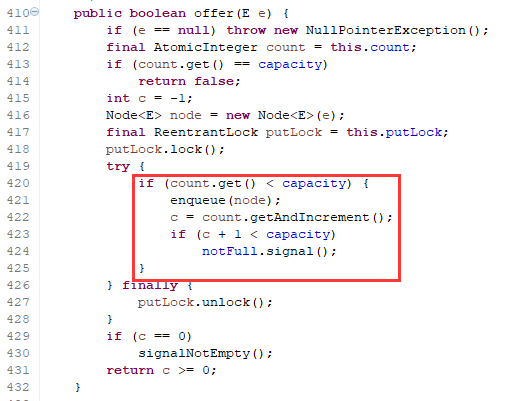 410 public boolean offer(E e) {
411 if (e == null) throw new NullPointerException();
412 final AtomicInteger count = this.count;
413 if (count.get() == capacity)
414 return false;
415 int c = -1;
416 Node<E> node = new Node<E>(e);
417 final ReentrantLock putLock = this.putLock;
418 putLock.lock();
419 try {
420 if (count.get() < capacity) {
421 enqueue(node);
422 c = count.getAndIncrement();
423 if (c + 1 < capacity)
424 notFull.signal();
425 }
426 } finally {
427 putLock.unlock();
428 }
429 if (c == 0)
430 signalNotEmpty();
431 return c >= 0;
432 }